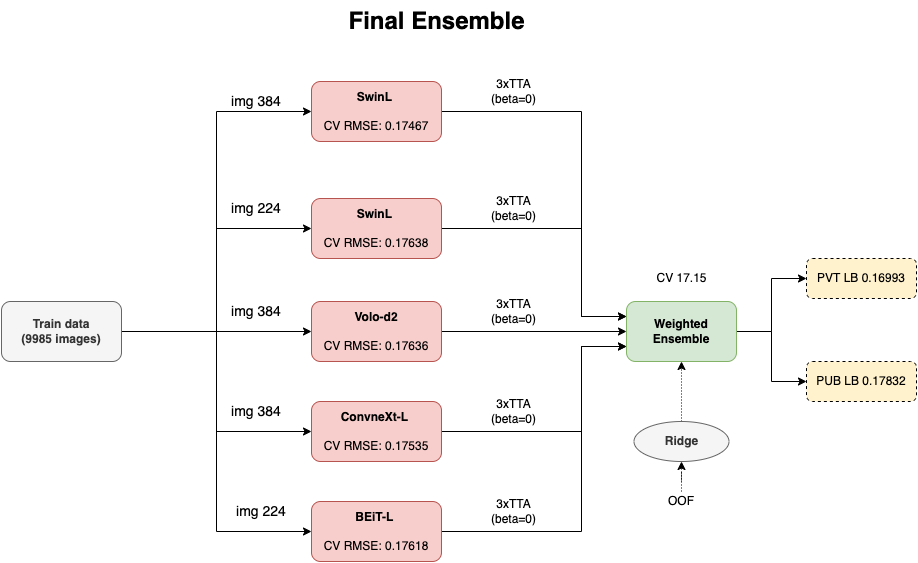 Final Ensemble
img 384
SwinL
CV RMSE: 0.17467
3xTTA
(beta=0)
img 224
SwinL
CV RMSE: 0.17638
3xTTA
(beta=0)
Train data
(9985 images)
img 384
Volo-d2
CV RMSE: 0.17636
3xTTA
(beta=0)
img 384
ConvneXt-L
CV RMSE: 0.17535
3xTTA
(beta=0)
img 224
BEiT-L
CV RMSE: 0.17618
3xTTA
(beta=0)
CV 17.15
Weighted
Ensemble
Ridge
OOF
PVT LB 0.16993
PUB LB 0.17832